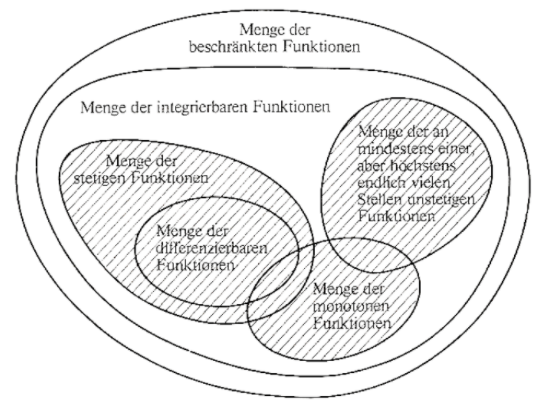 Menge der
beschränkten Funktionen
Menge der integrierbaren Funktionen
Menge der
stetigen Funktionen
Menge der
differenzierbaren
Funktionen
Menge der an
mindestens einer,
aber höchstens
endlich vielen
Stellen unstetigen
Funktionen
Menge der
monotonen
Funktionen